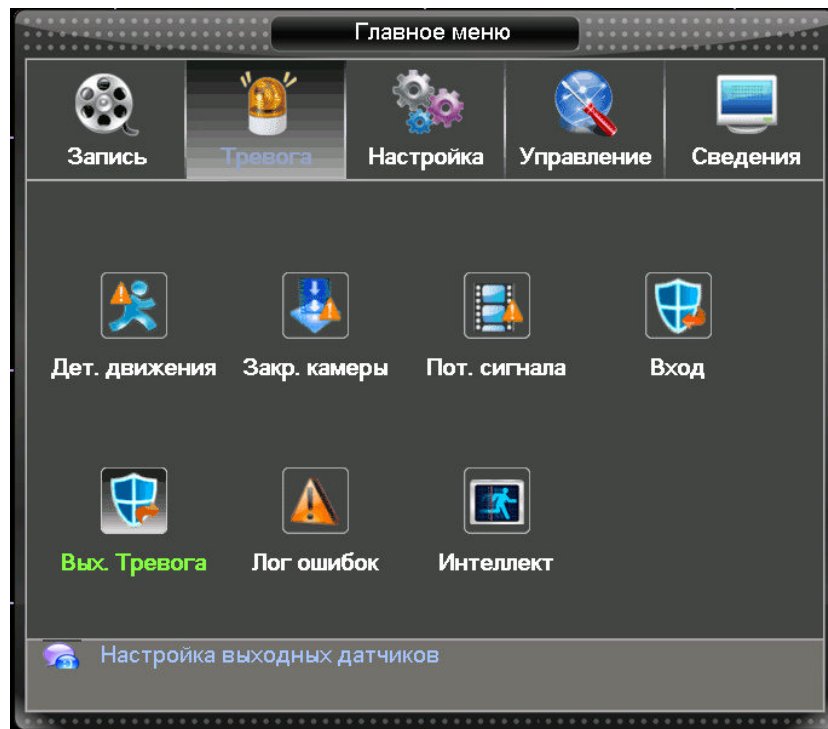 Главное меню
Запись Тревога Настройка Управление Сведения
Дет. движения Закр. камеры Пот. сигнала Вход
Вых. Тревога Лог ошибок Интеллект
Настройка выходных датчиков